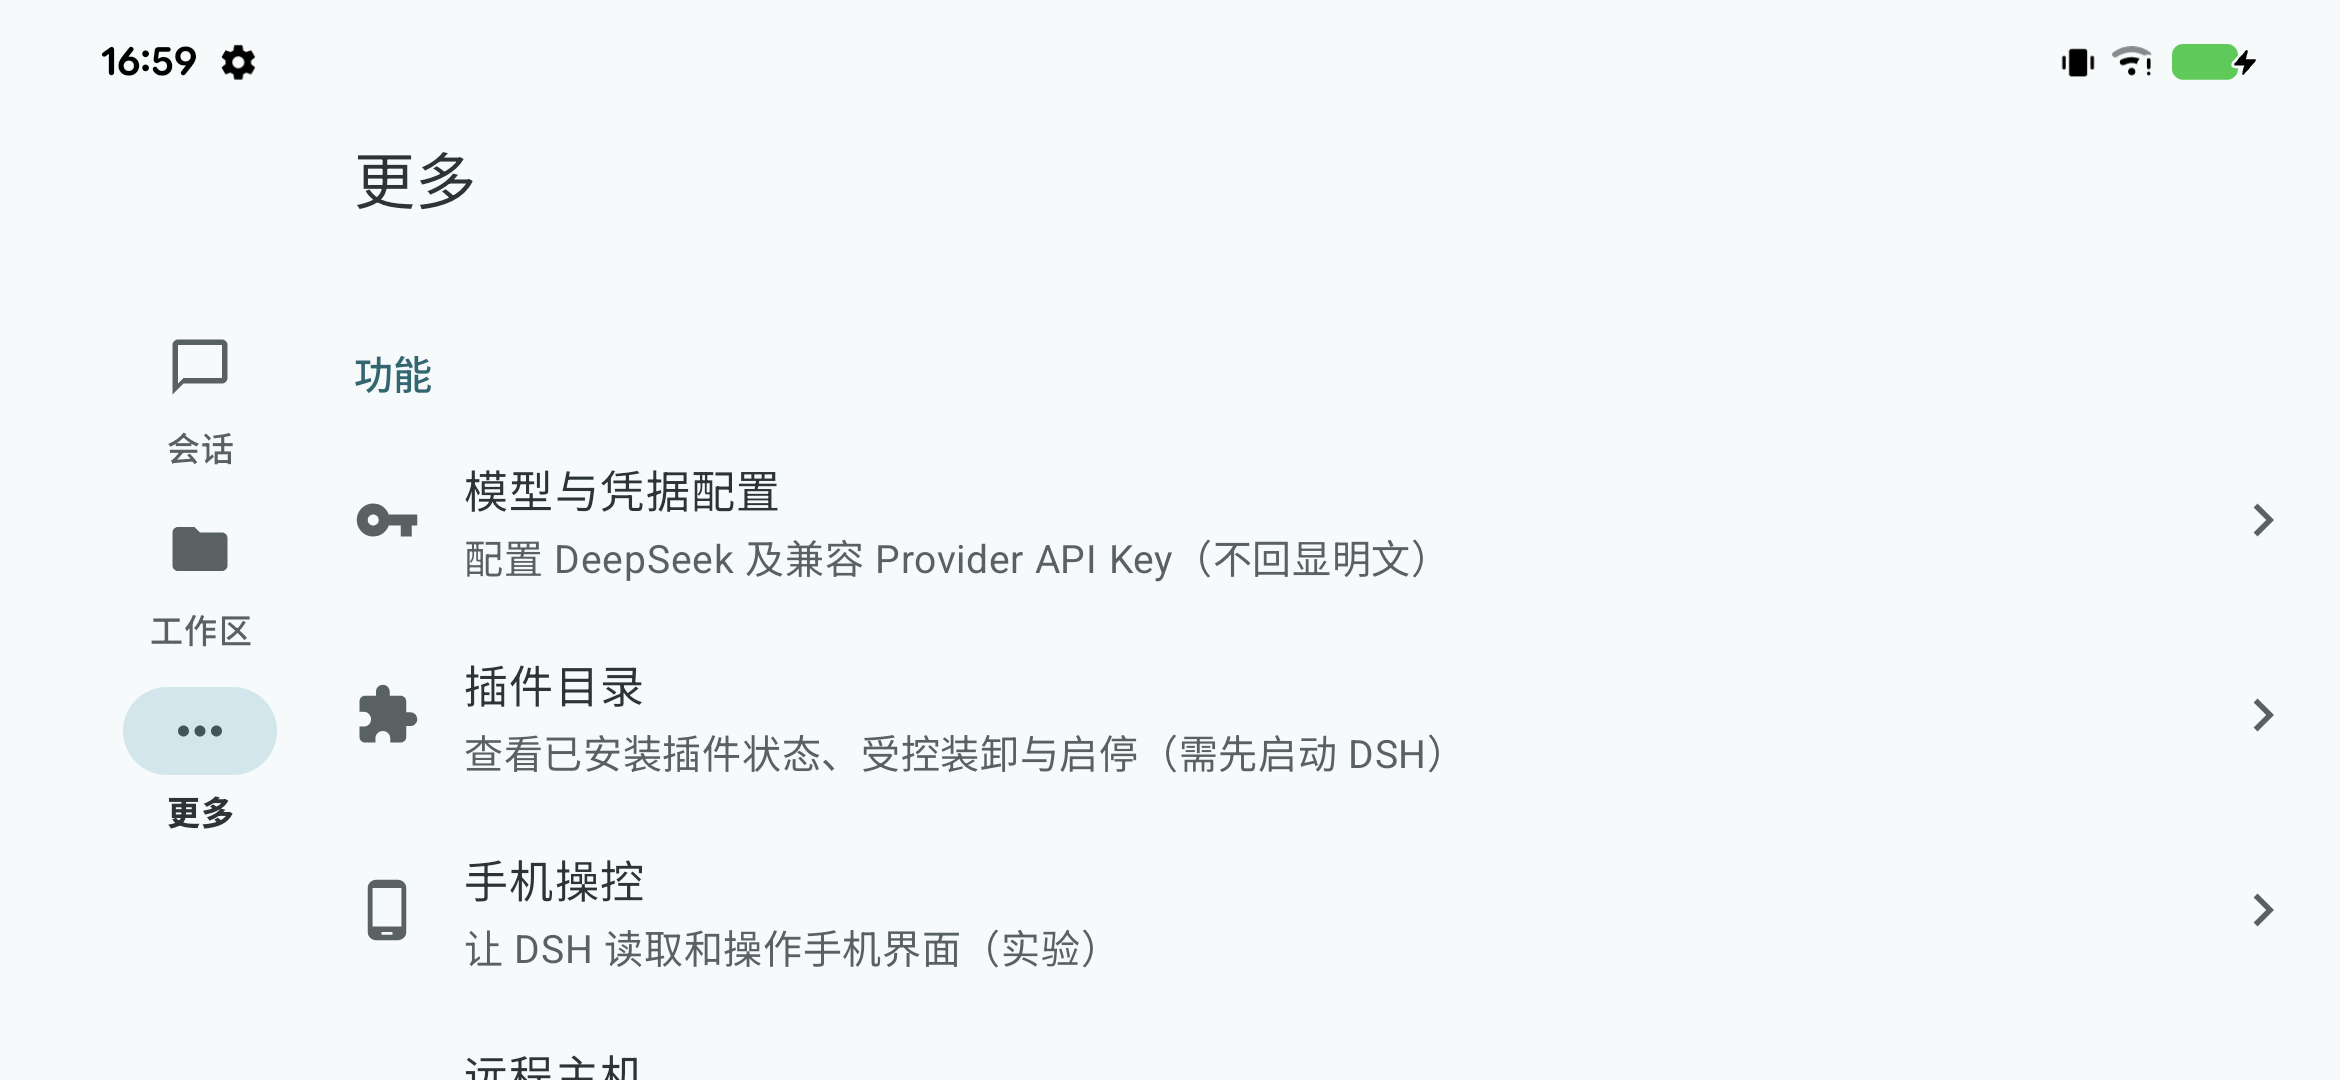 16:59
更多
会话
工作区
更多
功能
模型与凭据配置
配置 DeepSeek 及兼容 Provider API Key（不回显明文）
插件目录
查看已安装插件状态、受控装卸与启停（需先启动 DSH）
手机操控
让 DSH 读取和操作手机界面（实验）
远程主机